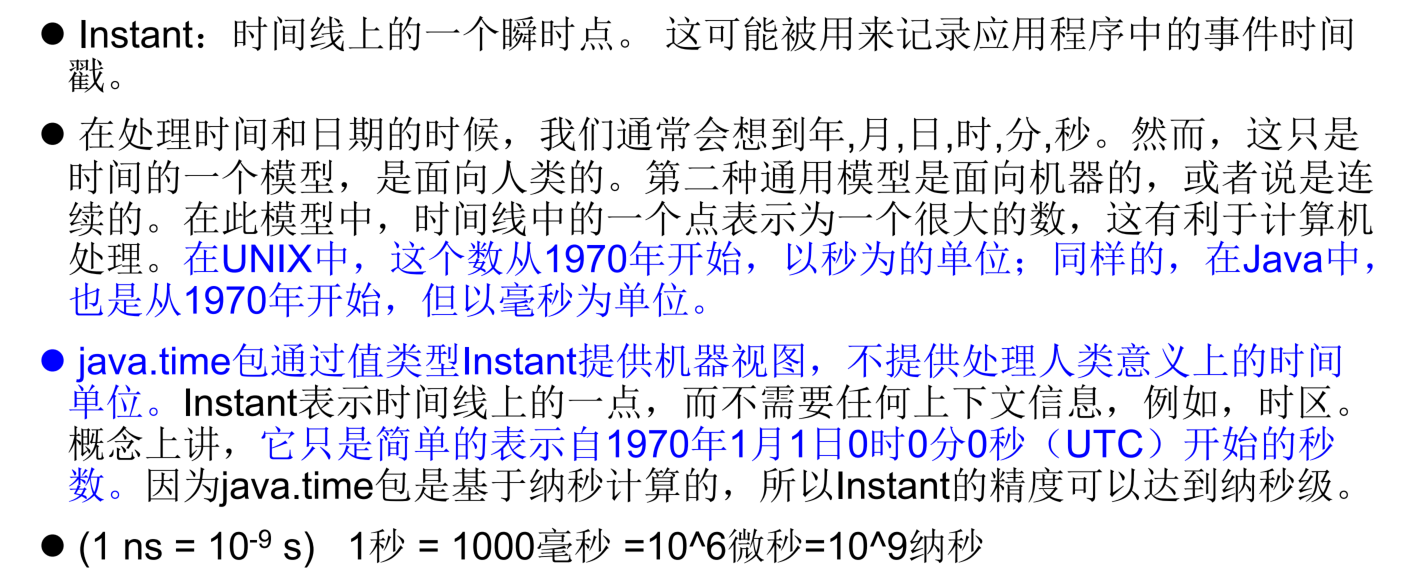 ● Instant：时间线上的一个瞬时点。 这可能被用来记录应用程序中的事件时间
戳。
● 在处理时间和日期的时候，我们通常会想到年,月,日,时,分,秒。然而，这只是
时间的一个模型，是面向人类的。第二种通用模型是面向机器的，或者说是连
续的。在此模型中，时间线中的一个点表示为一个很大的数，这有利于计算机
处理。在UNIX中，这个数从1970年开始，以秒为的单位；同样的，在Java中，
也是从1970年开始，但以毫秒为单位。
● java.time包通过值类型Instant提供机器视图，不提供处理人类意义上的时间
单位。Instant表示时间线上的一点，而不需要任何上下文信息，例如，时区。
概念上讲，它只是简单的表示自1970年1月1日0时0分0秒（UTC）开始的秒
数。因为java.time包是基于纳秒计算的，所以Instant的精度可以达到纳秒级。
● (1 ns = 10⁻⁹ s) 1秒 = 1000毫秒 =10^6微秒=10^9纳秒